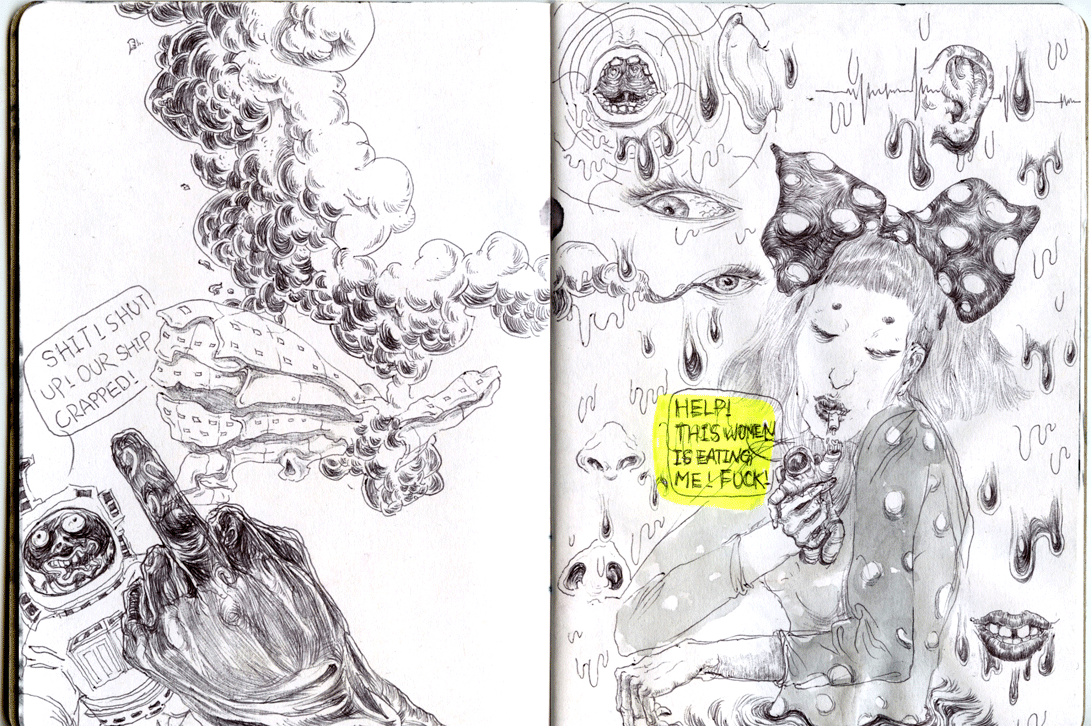 SHIT! SHUT
UP! OUR SHIP
CRAPPED!
HELP!
THIS WOMEN
IS EATING
ME! FUCK!